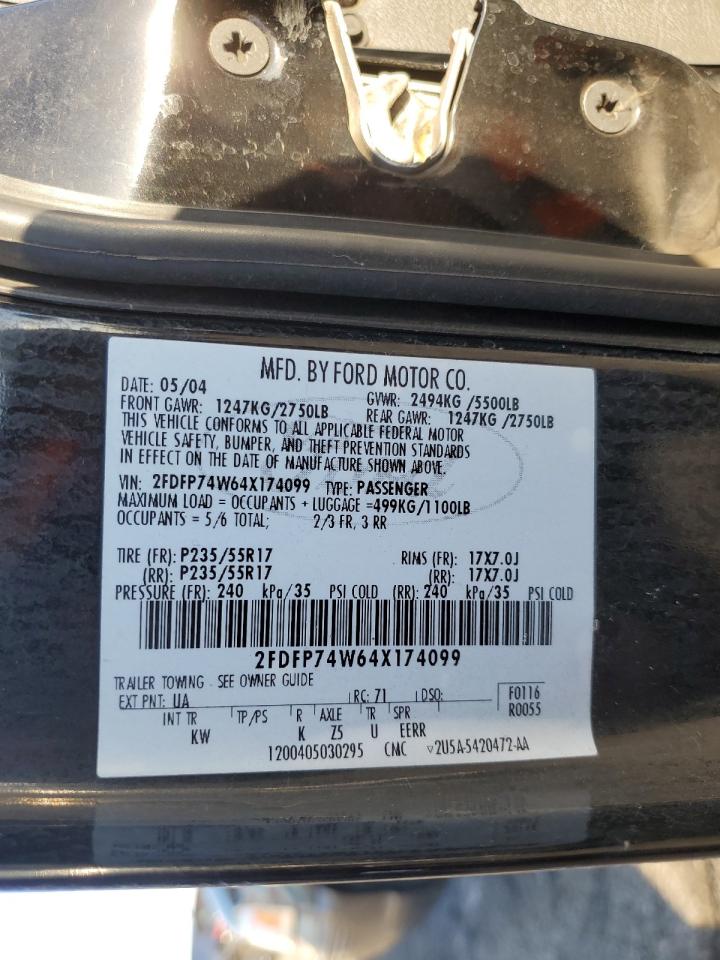 MFD. BY FORD MOTOR CO.
DATE: 05/04 GVWR: 2494KG /5500LB
FRONT GAWR: 1247KG/2750LB REAR GAWR: 1247KG /2750LB
THIS VEHICLE CONFORMS TO ALL APPLICABLE FEDERAL MOTOR
VEHICLE SAFETY, BUMPER, AND THEFT PREVENTION STANDARDS
IN EFFECT ON THE DATE OF MANUFACTURE SHOWN ABOVE.
VIN: 2FDFP74W64X174099 TYPE: PASSENGER
MAXIMUM LOAD = OCCUPANTS + LUGGAGE =499KG/1100LB
OCCUPANTS = 5/6 TOTAL; 2/3 FR, 3 RR
TIRE (FR): P235/55R17 RIMS (FR): 17X7.0J
(RR): P235/55R17 (RR): 17X7.0J
PRESSURE (FR): 240 kPa/35 PSI COLD (RR): 240 kPa/35 PSI COLD
2FDFP74W64X174099
TRAILER TOWING - SEE OWNER GUIDE
EXT PNT: UA RC: 71 DSO: F0116
INT TR TP/PS R AXLE TR SPR R0055
KW K Z5 U EERR
1200405030295 CMC ▽2U5A-5420472-AA